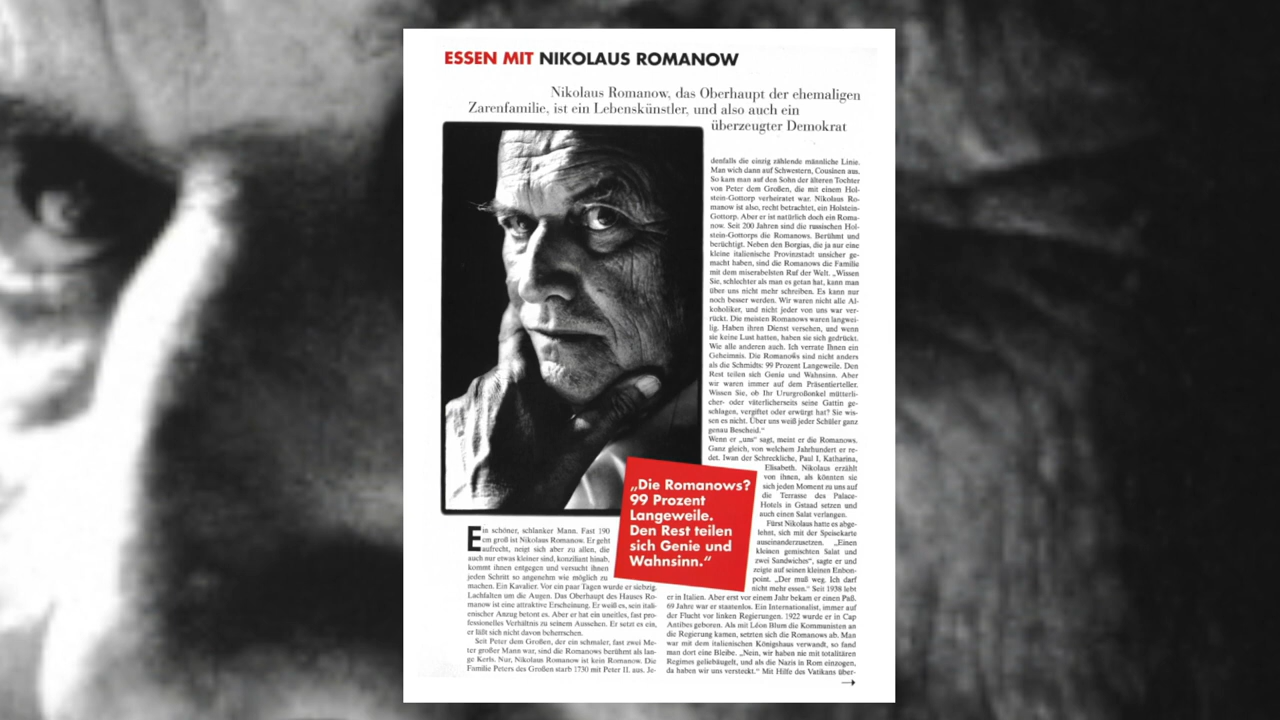 ESSEN MIT NIKOLAUS ROMANOW
Nikolaus Romanow, das Oberhaupt der ehemaligen
Zarenfamilie, ist ein Lebenskünstler, und also auch ein
überzeugter Demokrat
Ein schöner, schlanker Mann. Fast 190
cm groß ist Nikolaus Romanow. Er geht
aufrecht, neigt sich aber zu allen, die
auch nur etwas kleiner sind, konziliant hinab,
kommt ihnen entgegen und versucht ihnen
jeden Schritt so angenehm wie möglich zu
machen. Ein Kavalier. Vor ein paar Tagen wurde er siebzig.
Lachfalten um die Augen. Das Oberhaupt des Hauses Ro-
manow ist eine attraktive Erscheinung. Er weiß es, sein itali-
enischer Anzug betont es. Aber er hat ein uneitles, fast pro-
fessionelles Verhältnis zu seinem Aussehen. Er setzt es ein,
er läßt sich nicht davon beherrschen.
Seit Peter dem Großen, der ein schmaler, fast zwei Me-
ter großer Mann war, sind die Romanows berühmt als lan-
ge Kerls. Nur, Nikolaus Romanow ist kein Romanow. Die
Familie Peters des Großen starb 1730 mit Peter II. aus. Je-
denfalls die einzig zählende männliche Linie.
Man wich dann auf Schwestern, Cousinen aus.
So kam man auf den Sohn der älteren Tochter
von Peter dem Großen, die mit einem Hol-
stein-Gottorp verheiratet war. Nikolaus Ro-
manow ist also, recht betrachtet, ein Holstein-
Gottorp. Aber er ist natürlich doch ein Roma-
now. Seit 200 Jahren sind die russischen Hol-
stein-Gottorps die Romanows. Berühmt und
berüchtigt. Neben den Borgias, die ja nur eine
kleine italienische Provinzstadt unsicher ge-
macht haben, sind die Romanows die Familie
mit dem miserabelsten Ruf der Welt. „Wissen
Sie, schlechter als man es getan hat, kann man
über uns nicht mehr schreiben. Es kann nur
noch besser werden. Wir waren nicht alle Al-
koholiker, und nicht jeder von uns war ver-
rückt. Die meisten Romanows waren langwei-
lig. Haben ihren Dienst versehen, und wenn
sie keine Lust hatten, haben sie sich gedrückt.
Wie alle anderen auch. Ich verrate Ihnen ein
Geheimnis. Die Romanows sind nicht anders
als die Schmidts: 99 Prozent Langeweile. Den
Rest teilen sich Genie und Wahnsinn. Aber
wir waren immer auf dem Präsentierteller.
Wissen Sie, ob Ihr Ururgroßonkel mütterli-
cher- oder väterlicherseits seine Gattin ge-
schlagen, vergiftet oder erwürgt hat? Sie wis-
sen es nicht. Über uns weiß jeder Schüler ganz
genau Bescheid.“
Wenn er „uns“ sagt, meint er die Romanows.
Ganz gleich, von welchem Jahrhundert er re-
det. Iwan der Schreckliche, Paul I, Katharina,
Elisabeth. Nikolaus erzählt
von ihnen, als könnten sie
sich jeden Moment zu uns auf
die Terrasse des Palace-
Hotels in Gstaad setzen und
auch einen Salat verlangen.
Fürst Nikolaus hatte es abge-
lehnt, sich mit der Speisekarte
auseinanderzusetzen. „Einen
kleinen gemischten Salat und
zwei Sandwiches“, sagte er und
zeigte auf seinen kleinen Enbon-
point. „Der muß weg. Ich darf
nicht mehr essen.“ Seit 1938 lebt
er in Italien. Aber erst vor einem Jahr bekam er einen Paß.
69 Jahre war er staatenlos. Ein Internationalist, immer auf
der Flucht vor linken Regierungen. 1922 wurde er in Cap
Antibes geboren. Als mit Léon Blum die Kommunisten an
die Regierung kamen, setzten sich die Romanows ab. Man
war mit dem italienischen Königshaus verwandt, so fand
man dort eine Bleibe. „Nein, wir haben nie mit totalitären
Regimes geliebäugelt, und als die Nazis in Rom einzogen,
da haben wir uns versteckt.“ Mit Hilfe des Vatikans über-
„Die Romanows?
99 Prozent
Langeweile.
Den Rest teilen
sich Genie und
Wahnsinn.“